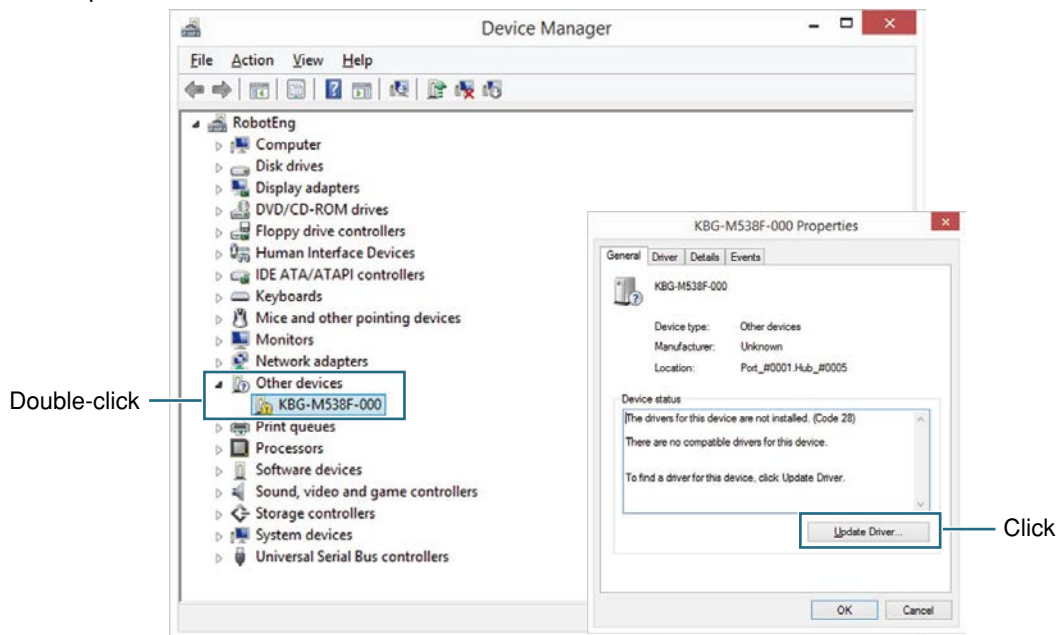 Device Manager
File Action View Help
RobotEng
Computer
Disk drives
Display adapters
DVD/CD-ROM drives
Floppy drive controllers
Human Interface Devices
IDE ATA/ATAPI controllers
Keyboards
Mice and other pointing devices
Monitors
Network adapters
Other devices
KBG-M538F-000
Print queues
Processors
Software devices
Sound, video and game controllers
Storage controllers
System devices
Universal Serial Bus controllers
Double-click
KBG-M538F-000 Properties
General Driver Details Events
KBG-M538F-000
Device type: Other devices
Manufacturer: Unknown
Location: Port_#0001.Hub_#0005
Device status
The drivers for this device are not installed. (Code 28)
There are no compatible drivers for this device.
To find a driver for this device, click Update Driver.
Update Driver...
Click
OK Cancel